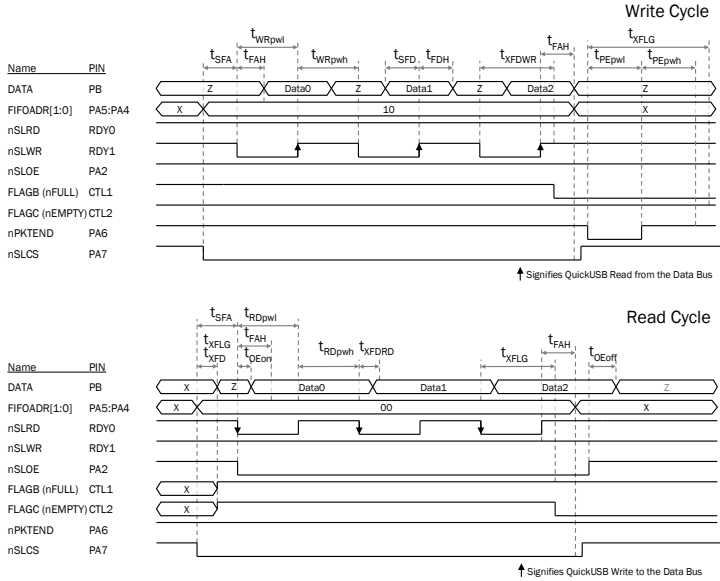 Write Cycle
tWRpwl tFAH tXFLG
tSFA tFAH tWRpwh tSFD tFDH tXFDWR tPEpwl tPEpwh
Name PIN
DATA PB Z Data0 Z Data1 Z Data2 Z
FIFOADR[1:0] PA5:PA4 X 10 X
nSLRD RDY0
nSLWR RDY1
nSLOE PA2
FLAGB (nFULL) CTL1
FLAGC (nEMPTY) CTL2
nPKTEND PA6
nSLCS PA7
Signifies QuickUSB Read from the Data Bus
Read Cycle
tSFA tRDpwl
tXFLG tFAH tRDpwh tXFDRD tXFLG tFAH
tXFD tOEon tOEoff
Name PIN
DATA PB X Z Data0 Data1 Data2 Z
FIFOADR[1:0] PA5:PA4 X 00 X
nSLRD RDY0
nSLWR RDY1
nSLOE PA2
FLAGB (nFULL) CTL1 X
FLAGC (nEMPTY) CTL2 X
nPKTEND PA6
nSLCS PA7
Signifies QuickUSB Write to the Data Bus